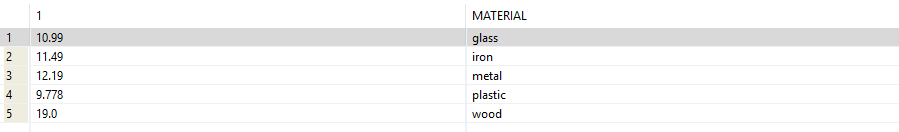 1 MATERIAL
1 10.99 glass
2 11.49 iron
3 12.19 metal
4 9.778 plastic
5 19.0 wood